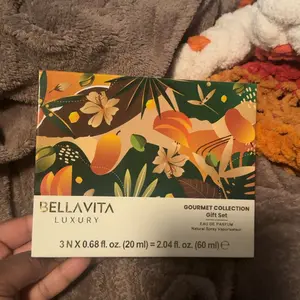 BELLAVITA
LUXURY
GOURMET COLLECTION
Gift Set
EAU DE PARFUM
Natural Spray Vaporisateur
3 N X 0.68 fl. oz. (20 ml) = 2.04 fl. oz. (60 ml) ℮